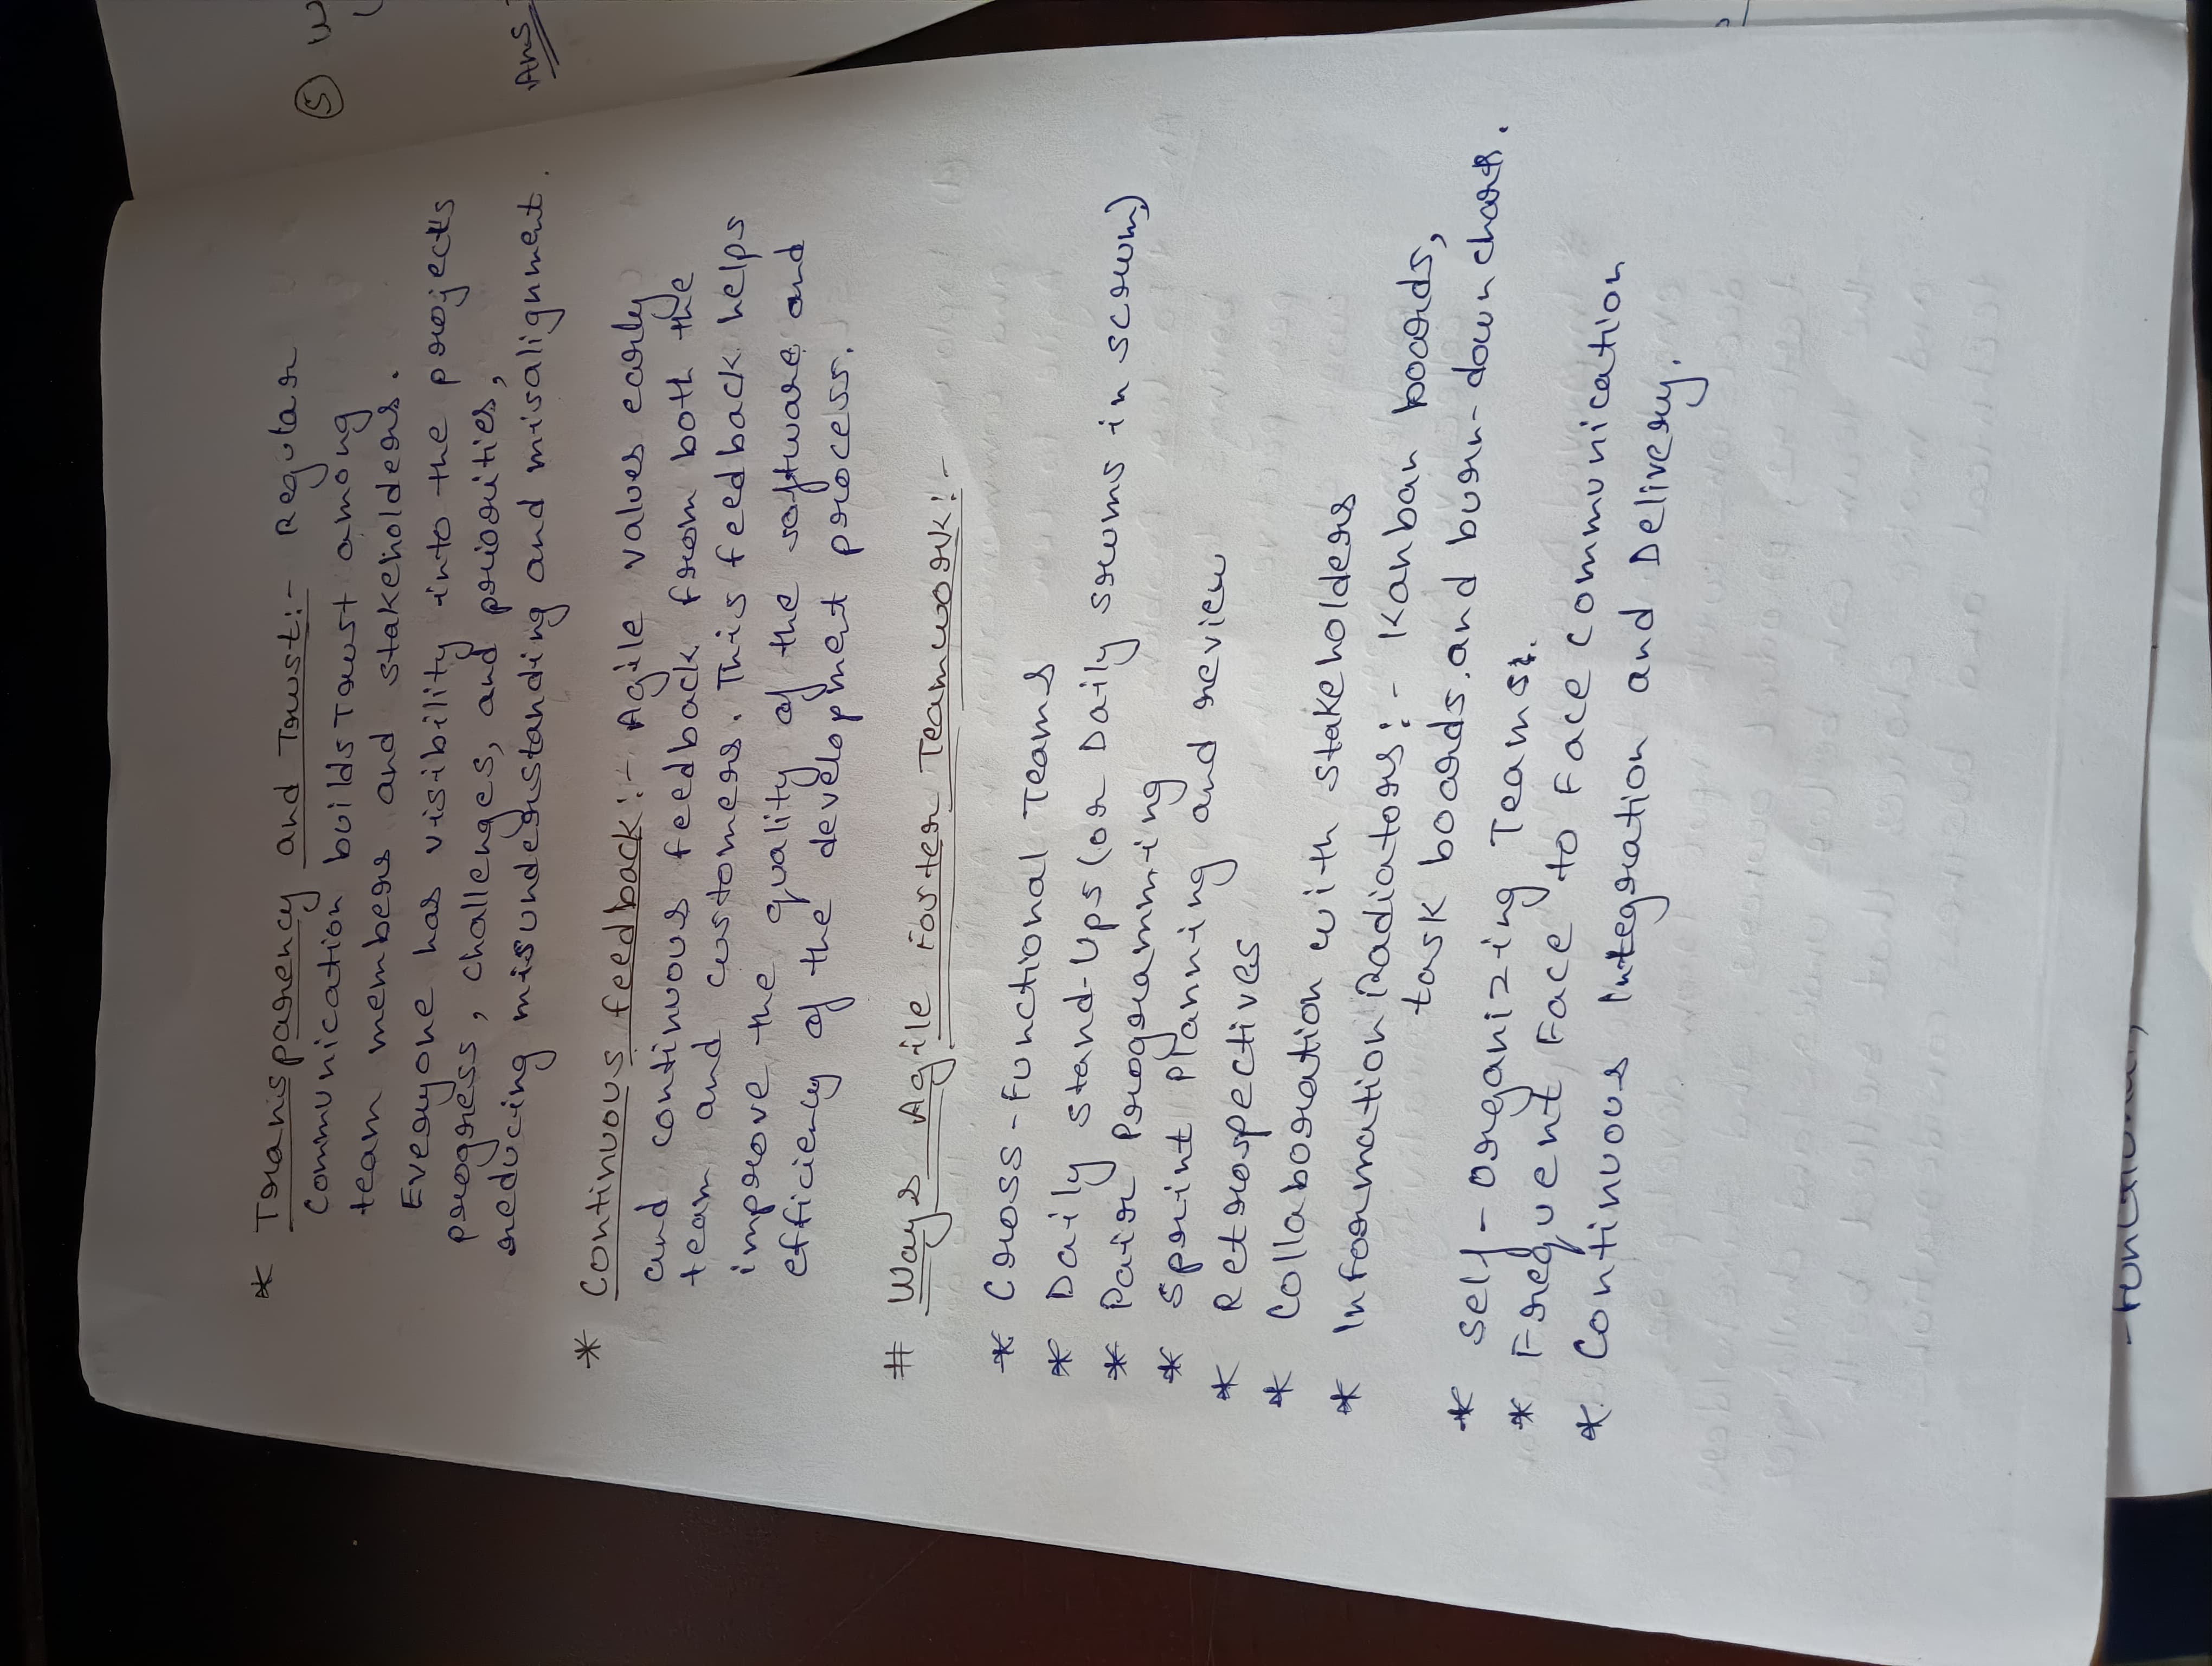 * Transparency and Trust:- Regular
Communication builds Trust among
team members and stakeholders.
Everyone has visibility into the projects
progress, challenges, and priorities,
reducing misunderstanding and misalignment.
* Continuous feedback:- Agile values early
and continuous feedback from both the
team and customers. This feedback helps
improve the quality of the software and
efficiency of the development process.
# Ways Agile Foster Teamwork:-
* Cross-Functional Teams
* Daily Stand-Ups (or Daily srums in scrum)
* Pair Programming
* Sprint Planning and review
* Retrospectives
* Collaboration with stakeholders
* Information Radiators:- Kanban boards,
task boards, and burn-down charts.
* Self-Organizing Teams.
* Frequent Face to Face communication
* Continuous Integration and Delivery.
5 W
Ans